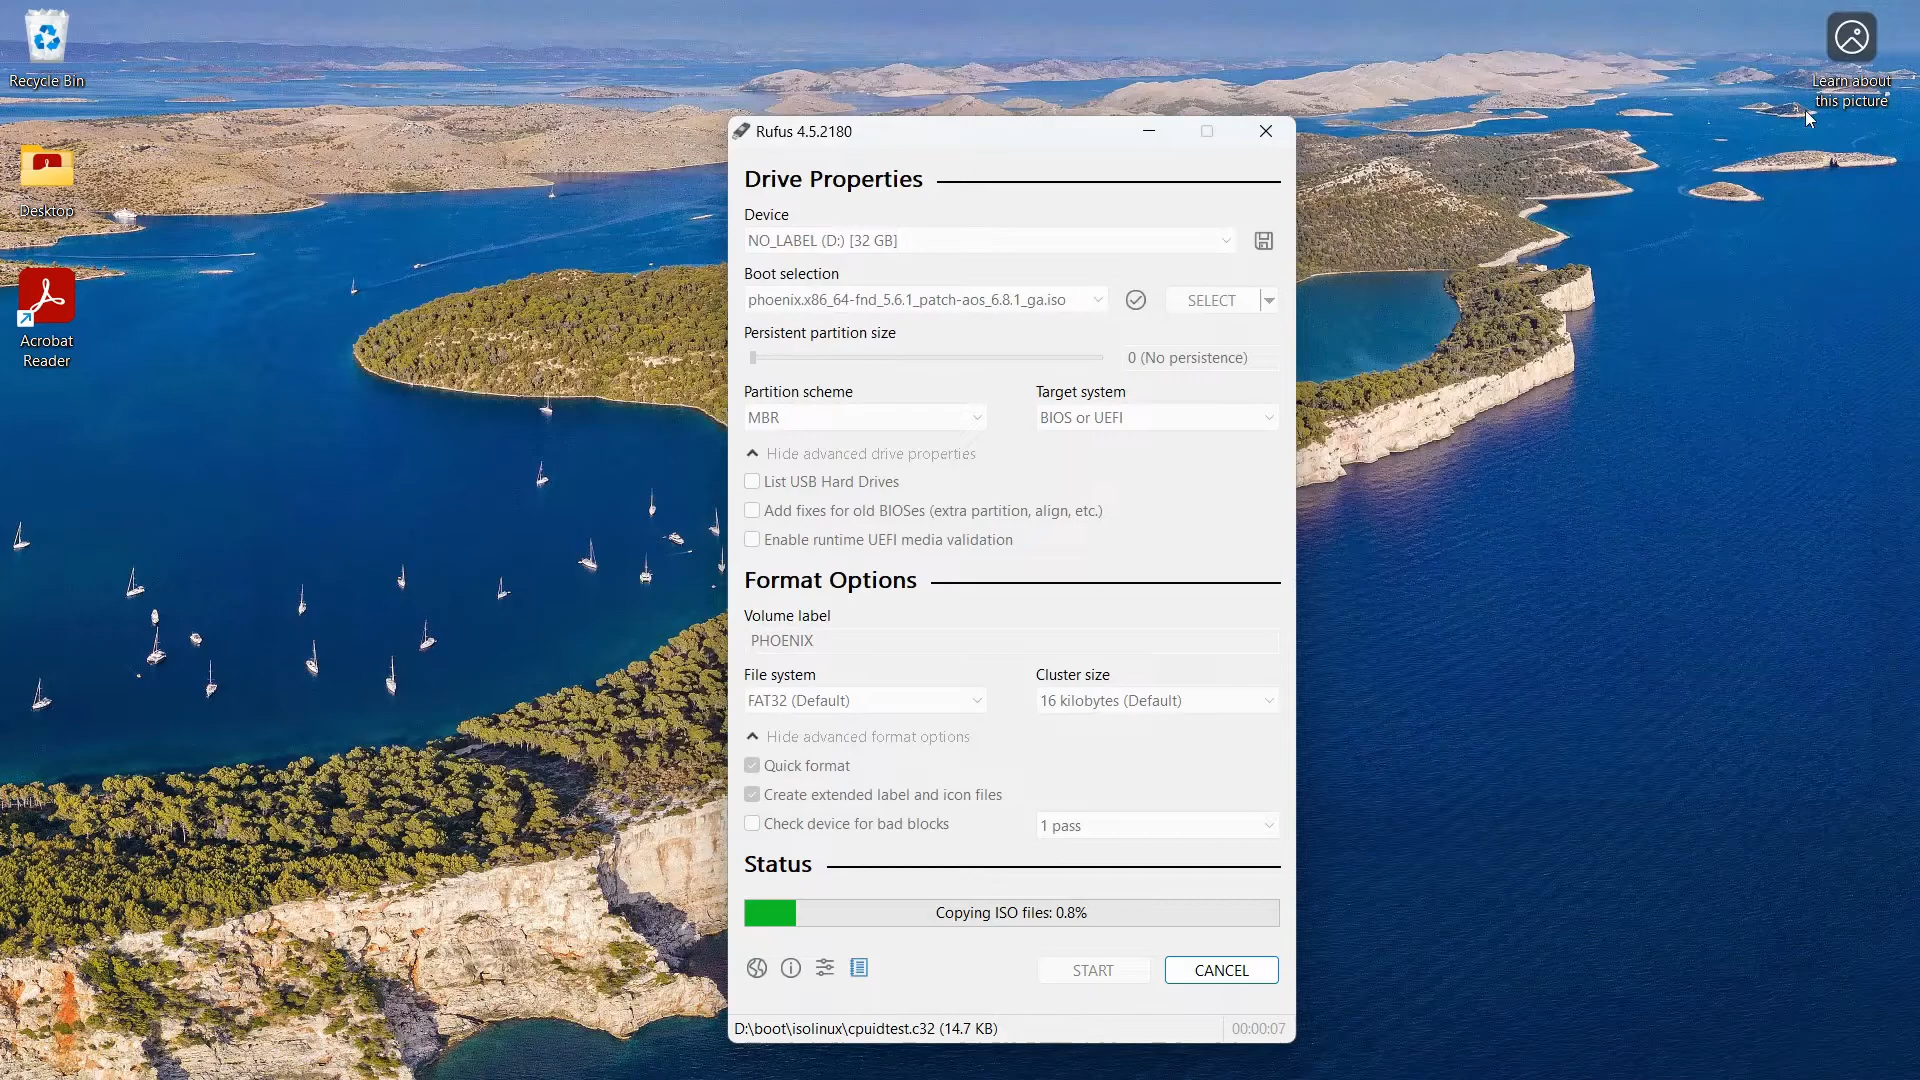 Recycle Bin
Desktop
Acrobat
Reader
Learn about
this picture
Rufus 4.5.2180
Drive Properties
Device
NO_LABEL (D:) [32 GB]
Boot selection
phoenix.x86_64-fnd_5.6.1_patch-aos_6.8.1_ga.iso
SELECT
Persistent partition size
0 (No persistence)
Partition scheme
Target system
MBR
BIOS or UEFI
Hide advanced drive properties
List USB Hard Drives
Add fixes for old BIOSes (extra partition, align, etc.)
Enable runtime UEFI media validation
Format Options
Volume label
PHOENIX
File system
Cluster size
FAT32 (Default)
16 kilobytes (Default)
Hide advanced format options
Quick format
Create extended label and icon files
Check device for bad blocks
1 pass
Status
Copying ISO files: 0.8%
START
CANCEL
D:\boot\isolinux\cpuidtest.c32 (14.7 KB)
00:00:07